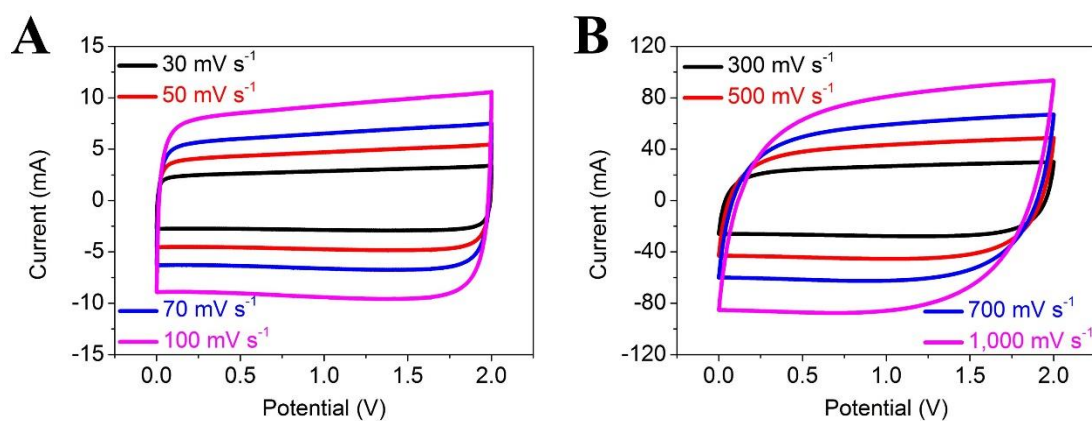 A
15
10
5
0
-5
-10
-15
Current (mA)
30 mV s⁻¹
50 mV s⁻¹
70 mV s⁻¹
100 mV s⁻¹
0.0 0.5 1.0 1.5 2.0
Potential (V)
B
120
80
40
0
-40
-80
-120
Current (mA)
300 mV s⁻¹
500 mV s⁻¹
700 mV s⁻¹
1,000 mV s⁻¹
0.0 0.5 1.0 1.5 2.0
Potential (V)